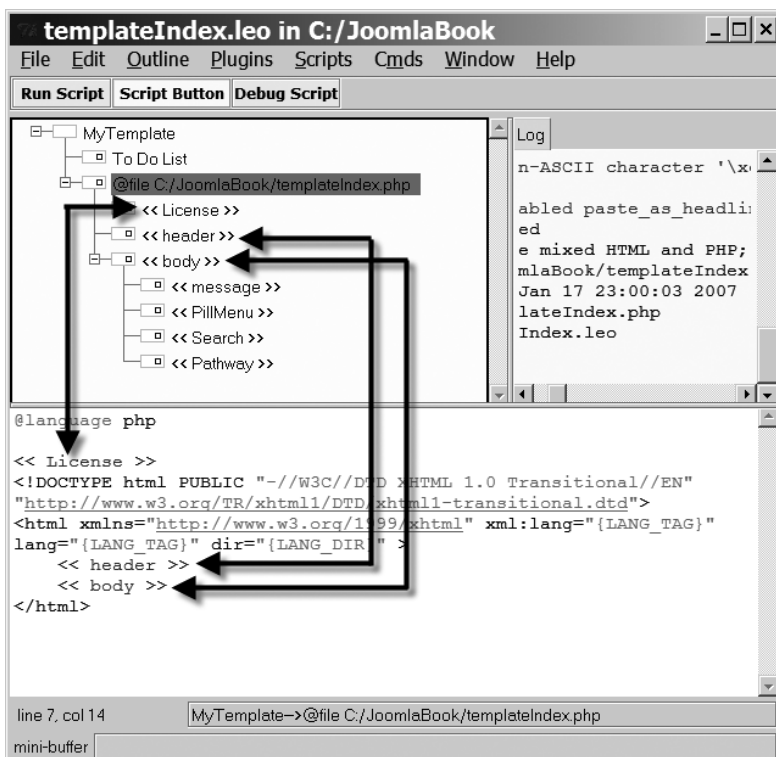 templateIndex.leo in C:/JoomlaBook
File Edit Outline Plugins Scripts Cmds Window Help
Run Script Script Button Debug Script
MyTemplate
To Do List
@file C:/JoomlaBook/templateIndex.php
<< License >>
<< header >>
<< body >>
<< message >>
<< PillMenu >>
<< Search >>
<< Pathway >>
Log
n-ASCII character '\x
abled paste_as_headli
ed
e mixed HTML and PHP;
mlaBook/templateIndex
Jan 17 23:00:03 2007
lateIndex.php
Index.leo
@language php
<< License >>
<!DOCTYPE html PUBLIC "-//W3C//DTD XHTML 1.0 Transitional//EN"
"http://www.w3.org/TR/xhtml1/DTD/xhtml1-transitional.dtd">
<html xmlns="http://www.w3.org/1999/xhtml" xml:lang="{LANG_TAG}"
lang="{LANG_TAG}" dir="{LANG_DIR}" >
<< header >>
<< body >>
</html>
line 7, col 14
MyTemplate-->@file C:/JoomlaBook/templateIndex.php
mini-buffer